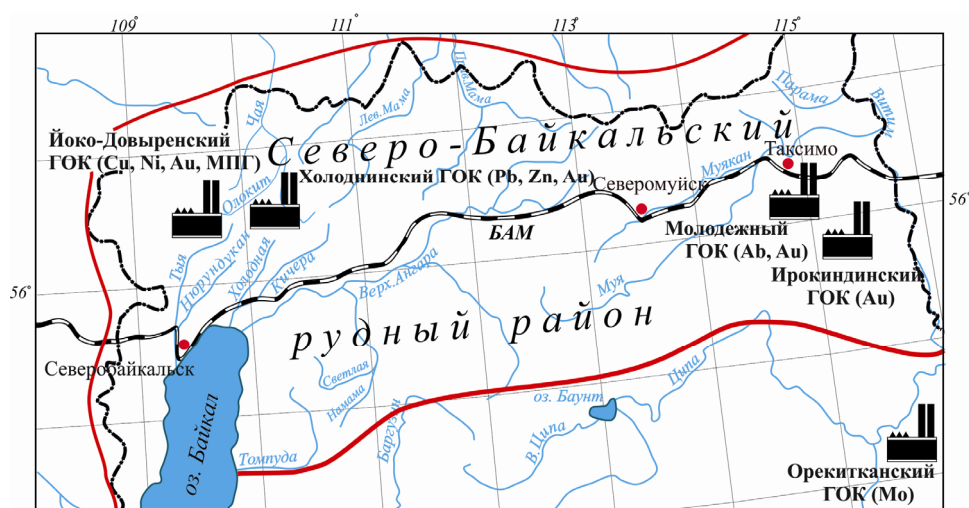 109°
111°
113°
115°
Чая
Лев.Мама
Пр.Мама
Парама
Витим
Йоко-Довыренский
ГОК (Cu, Ni, Au, МПГ)
Северо-Байкальский
Таксимо
Холоднинский ГОК (Pb, Zn, Au)
Муякан
Северомуйск
Олокит
56°
БАМ
Молодежный
ГОК (Ab, Au)
Ирокиндинский
ГОК (Au)
Тыя
Нюрундукан
Холодная
Кичера
Верх.Ангара
Муя
56°
рудный район
Северобайкальск
Светлая
Намама
Ципа
оз. Баунт
Баргузин
В.Ципа
оз. Байкал
Томпуда
Орекитканский
ГОК (Mo)